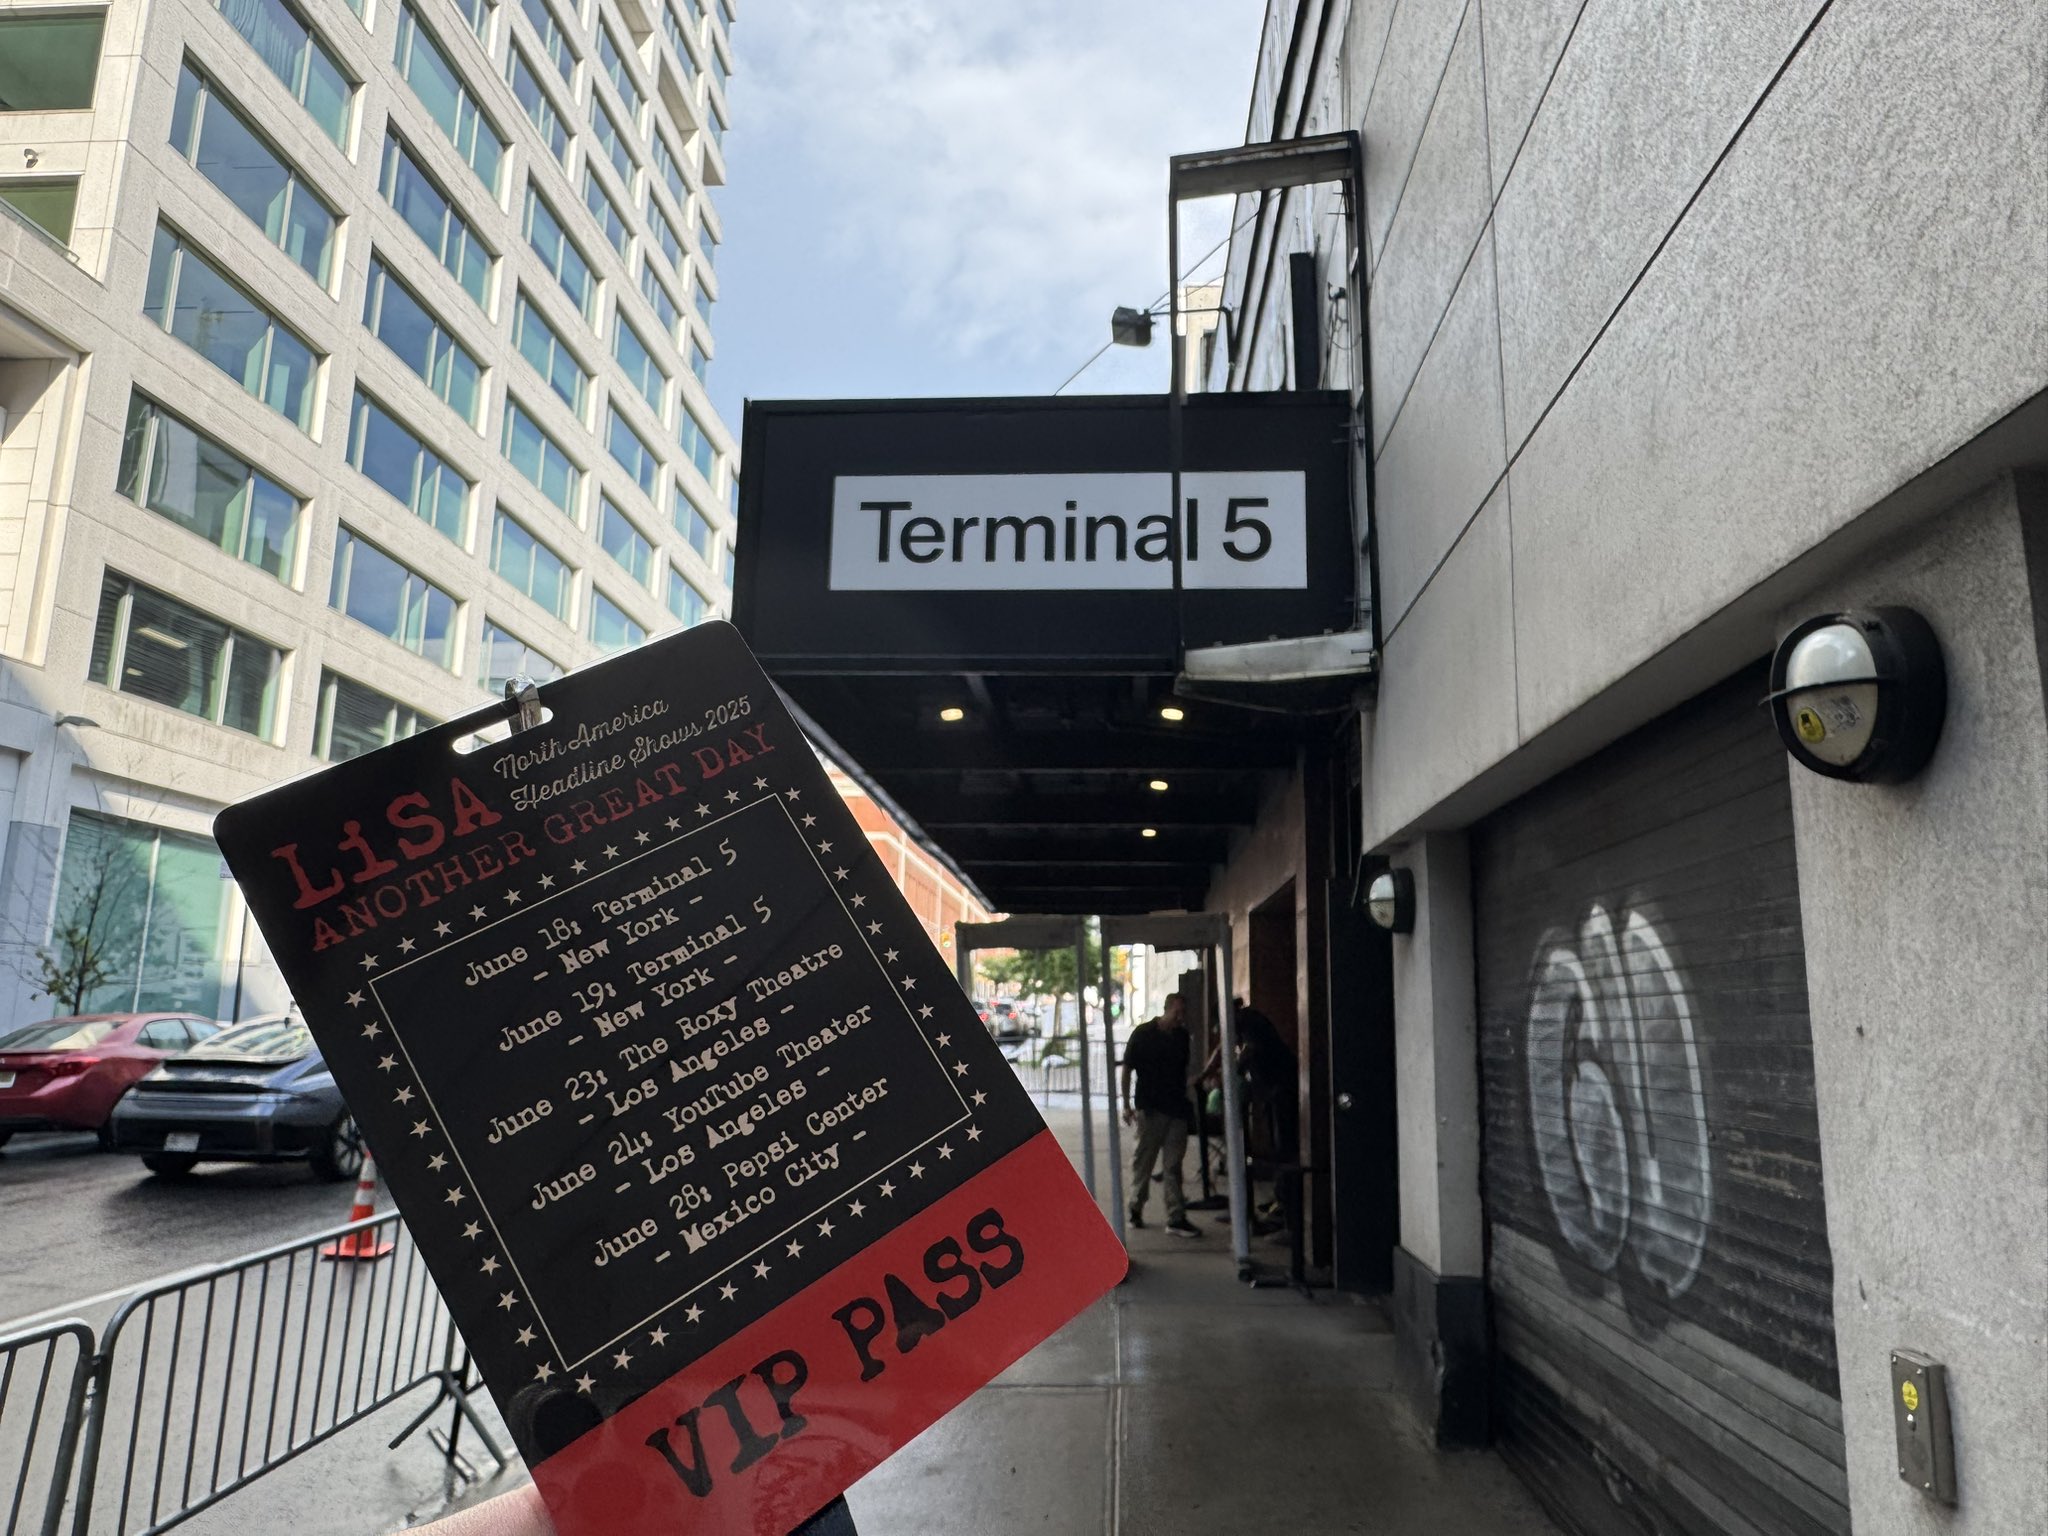 Terminal 5
LiSA
North America
Headline Shows 2025
ANOTHER GREAT DAY
June 18: Terminal 5
- New York -
June 19: Terminal 5
- New York -
June 23: The Roxy Theatre
- Los Angeles -
June 24: YouTube Theater
- Los Angeles -
June 28: Pepsi Center
- Mexico City -
VIP PASS